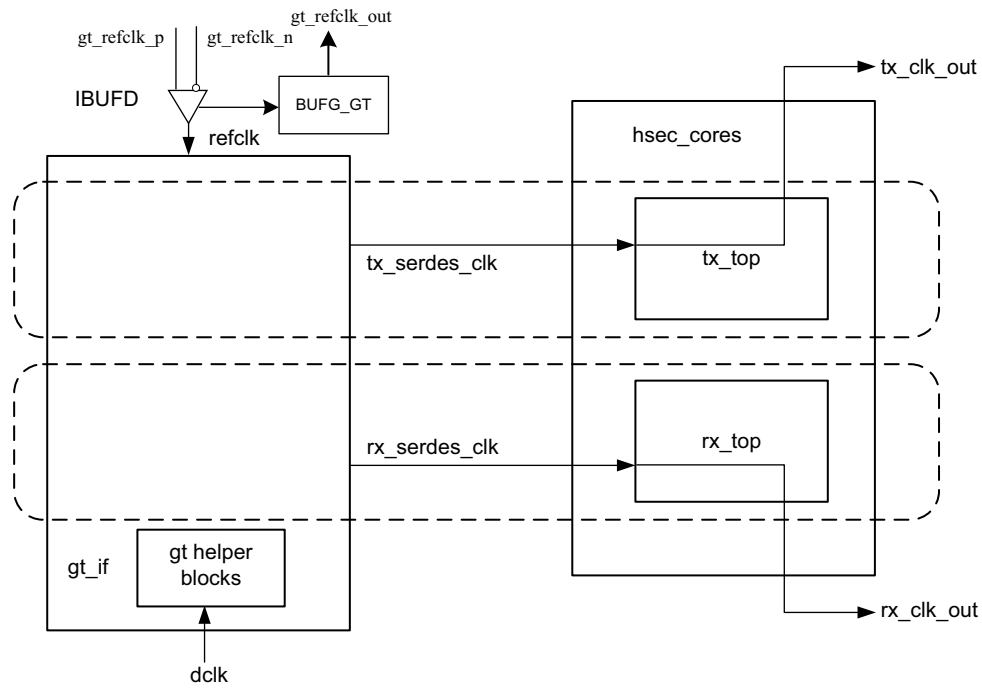 gt_refclk_out
gt_refclk_p
gt_refclk_n
IBUFD
BUFG_GT
refclk
tx_clk_out
hsec_cores
tx_serdes_clk
tx_top
rx_serdes_clk
rx_top
gt_if
gt helper
blocks
rx_clk_out
dclk